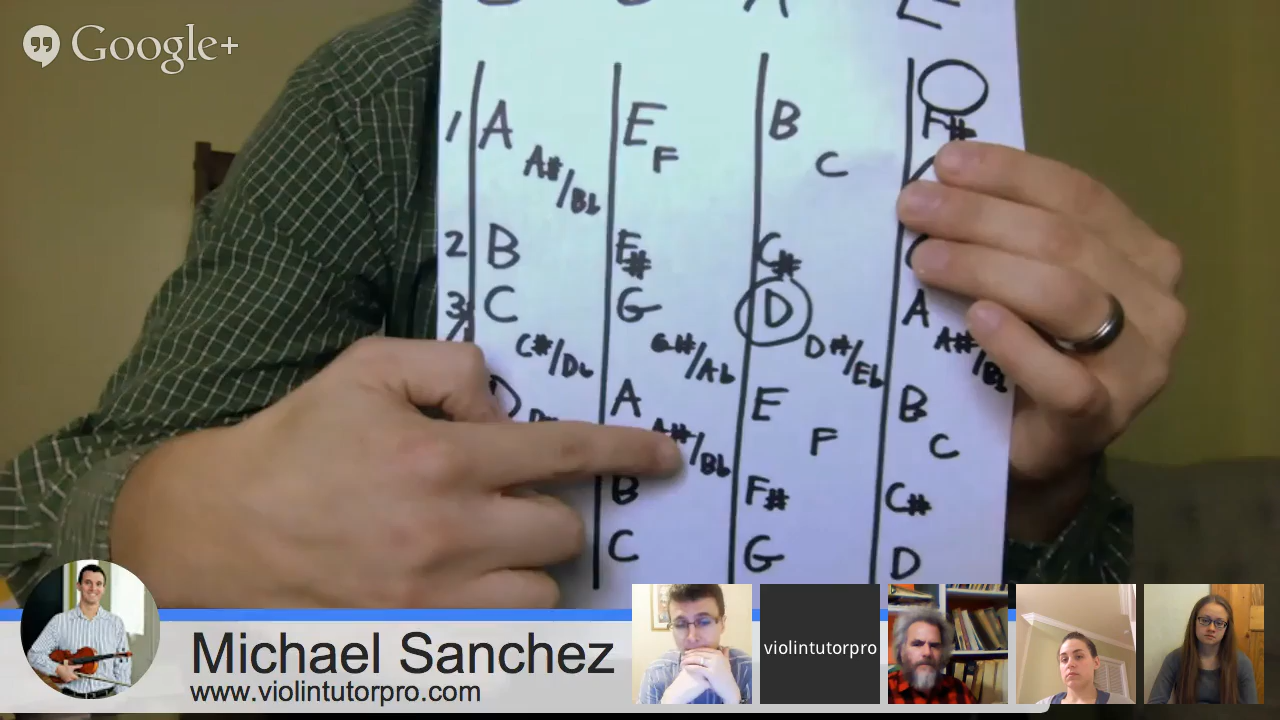 Google+
1 A E B F#
F C
A#/Bb
2 B F# C#
3 C G D A
C#/Db G#/Ab D#/Eb A#/Bb
D A E B
A#/Bb F C
B F# C#
C G D
violintutorpro
Michael Sanchez
www.violintutorpro.com